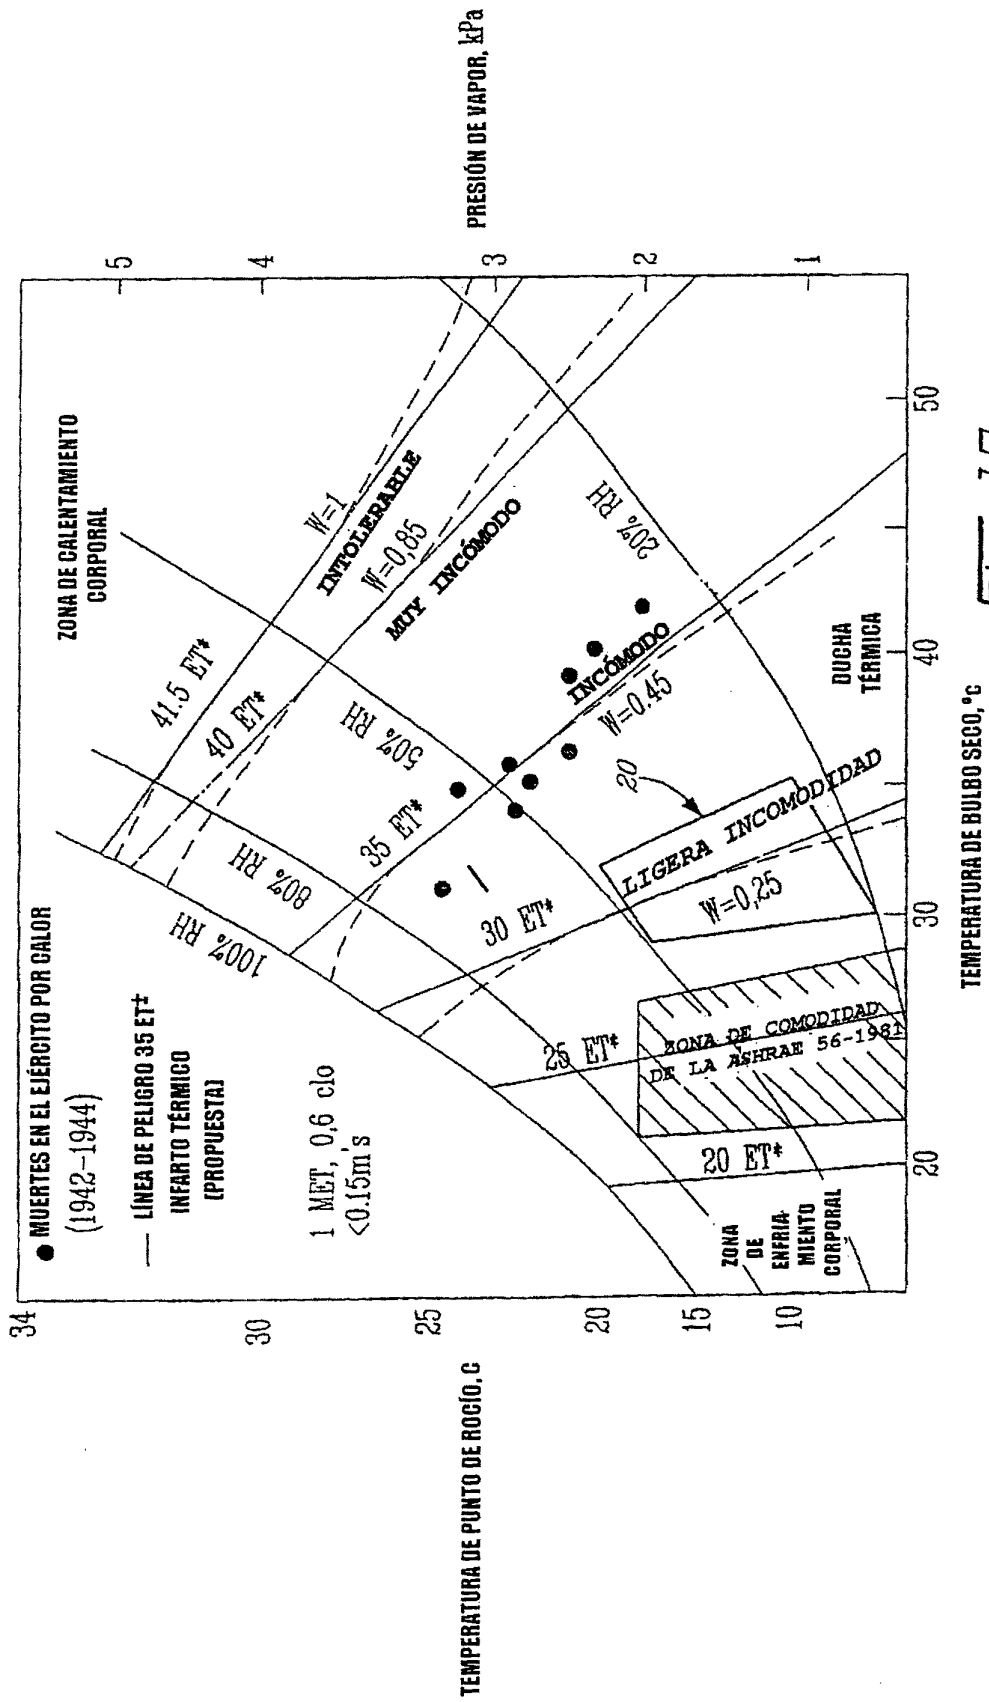 ● MUERTES EN EL EJÉRCITO POR CALOR
(1942-1944)
— LÍNEA DE PELIGRO 35 ET‡
INFARTO TÉRMICO
(PROPUESTA)
1 MET, 0,6 clo
<0.15m's
ZONA DE CALENTAMIENTO
CORPORAL
TEMPERATURA DE PUNTO DE ROCÍO, C
34
30
25
20
15
10
PRESIÓN DE VAPOR, kPa
5
4
3
2
1
100% RH
80% RH
50% RH
20% RH
41.5 ET*
40 ET*
35 ET*
30 ET*
25 ET*
20 ET*
W=1
INTOLERABLE
W=0,85
MUY INCÓMODO
INCÓMODO
W=0.45
20
LIGERA INCOMODIDAD
W=0,25
ZONA DE COMODIDAD
DE LA ASHRAE 56-1981
ZONA
DE
ENFRIA
MIENTO
CORPORAL
DUCHA
TÉRMICA
20
30
40
50
TEMPERATURA DE BULBO SECO, °C